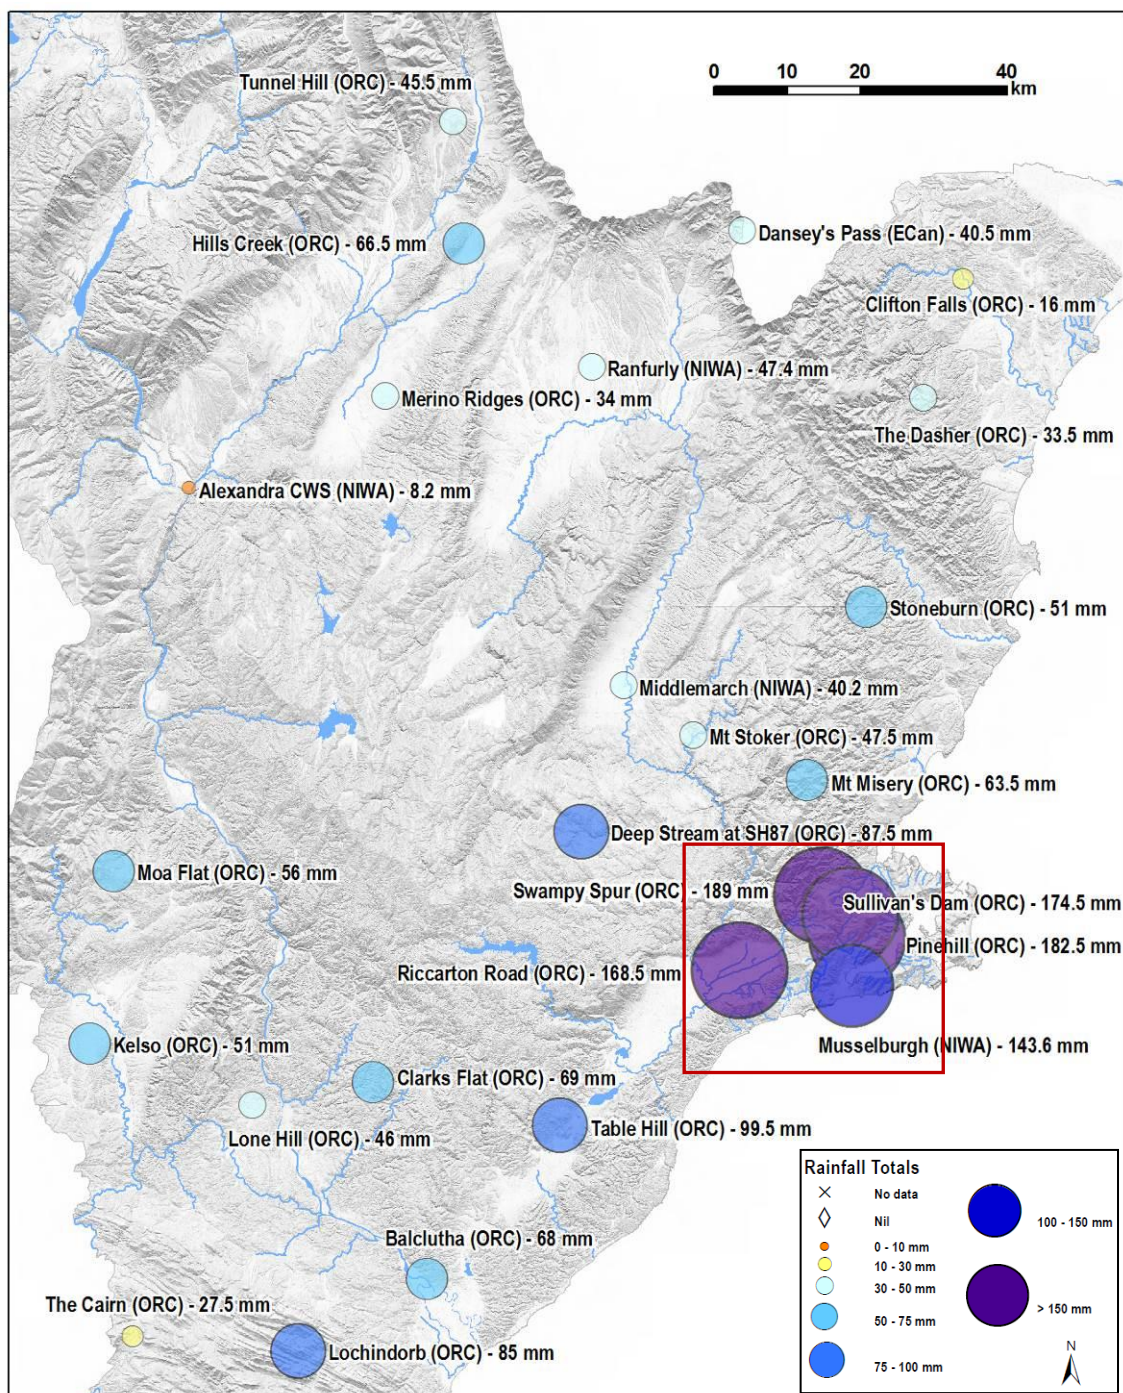 Tunnel Hill (ORC) - 45.5 mm
0 10 20 40
km
Hills Creek (ORC) - 66.5 mm
Dansey's Pass (ECan) - 40.5 mm
Clifton Falls (ORC) - 16 mm
Ranfurly (NIWA) - 47.4 mm
Merino Ridges (ORC) - 34 mm
The Dasher (ORC) - 33.5 mm
Alexandra CWS (NIWA) - 8.2 mm
Stoneburn (ORC) - 51 mm
Middlemarch (NIWA) - 40.2 mm
Mt Stoker (ORC) - 47.5 mm
Mt Misery (ORC) - 63.5 mm
Deep Stream at SH87 (ORC) - 87.5 mm
Moa Flat (ORC) - 56 mm
Swampy Spur (ORC) - 189 mm
Sullivan's Dam (ORC) - 174.5 mm
Pinehill (ORC) - 182.5 mm
Riccarton Road (ORC) - 168.5 mm
Kelso (ORC) - 51 mm
Musselburgh (NIWA) - 143.6 mm
Clarks Flat (ORC) - 69 mm
Table Hill (ORC) - 99.5 mm
Lone Hill (ORC) - 46 mm
Balclutha (ORC) - 68 mm
The Cairn (ORC) - 27.5 mm
Lochindorb (ORC) - 85 mm
Rainfall Totals
No data
Nil
0 - 10 mm
10 - 30 mm
30 - 50 mm
50 - 75 mm
75 - 100 mm
100 - 150 mm
> 150 mm
N